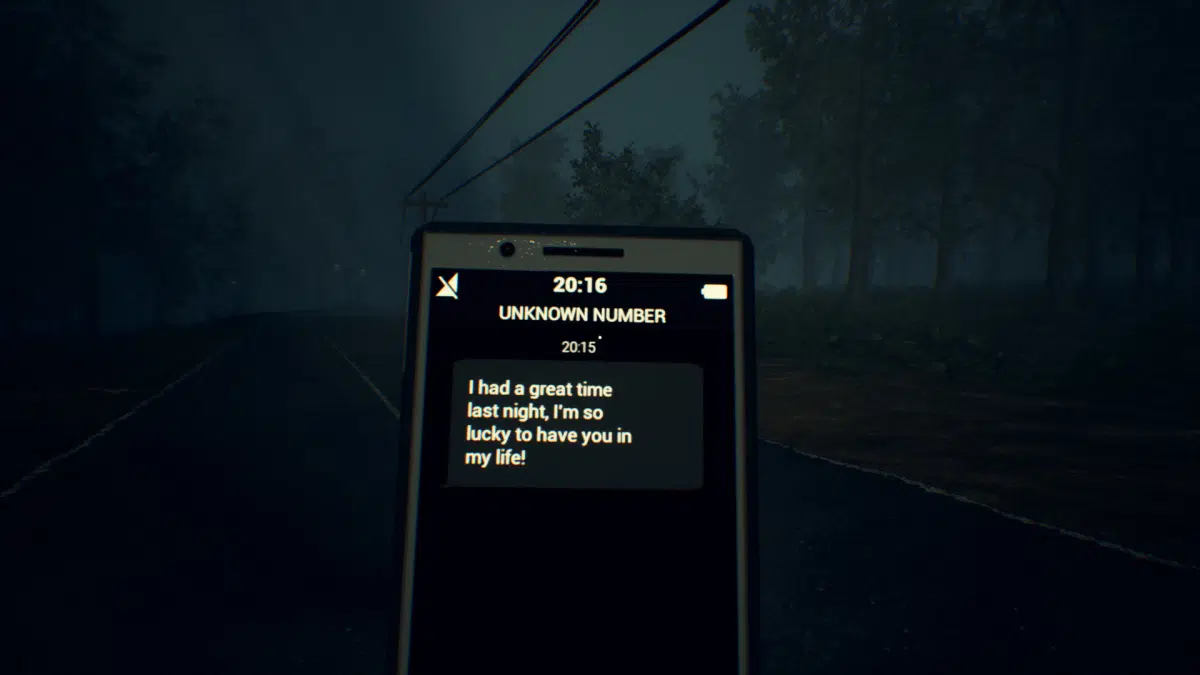 20:16
UNKNOWN NUMBER
20:15
I had a great time
last night, I'm so
lucky to have you in
my life!